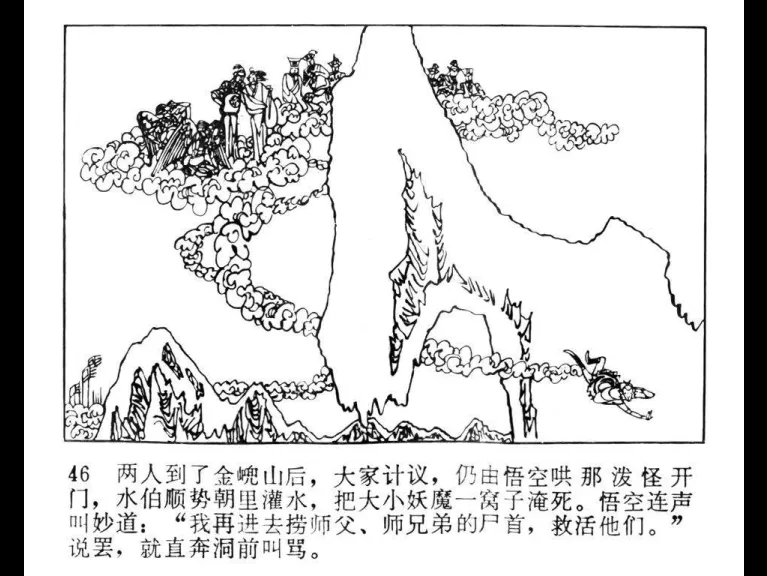 46 两人到了金𠒎山后，大家计议，仍由悟空哄那泼怪开
门，水伯顺势朝里灌水，把大小妖魔一窝子淹死。悟空连声
叫妙道：“我再进去捞师父、师兄弟的尸首，救活他们。”
说罢，就直奔洞前叫骂。